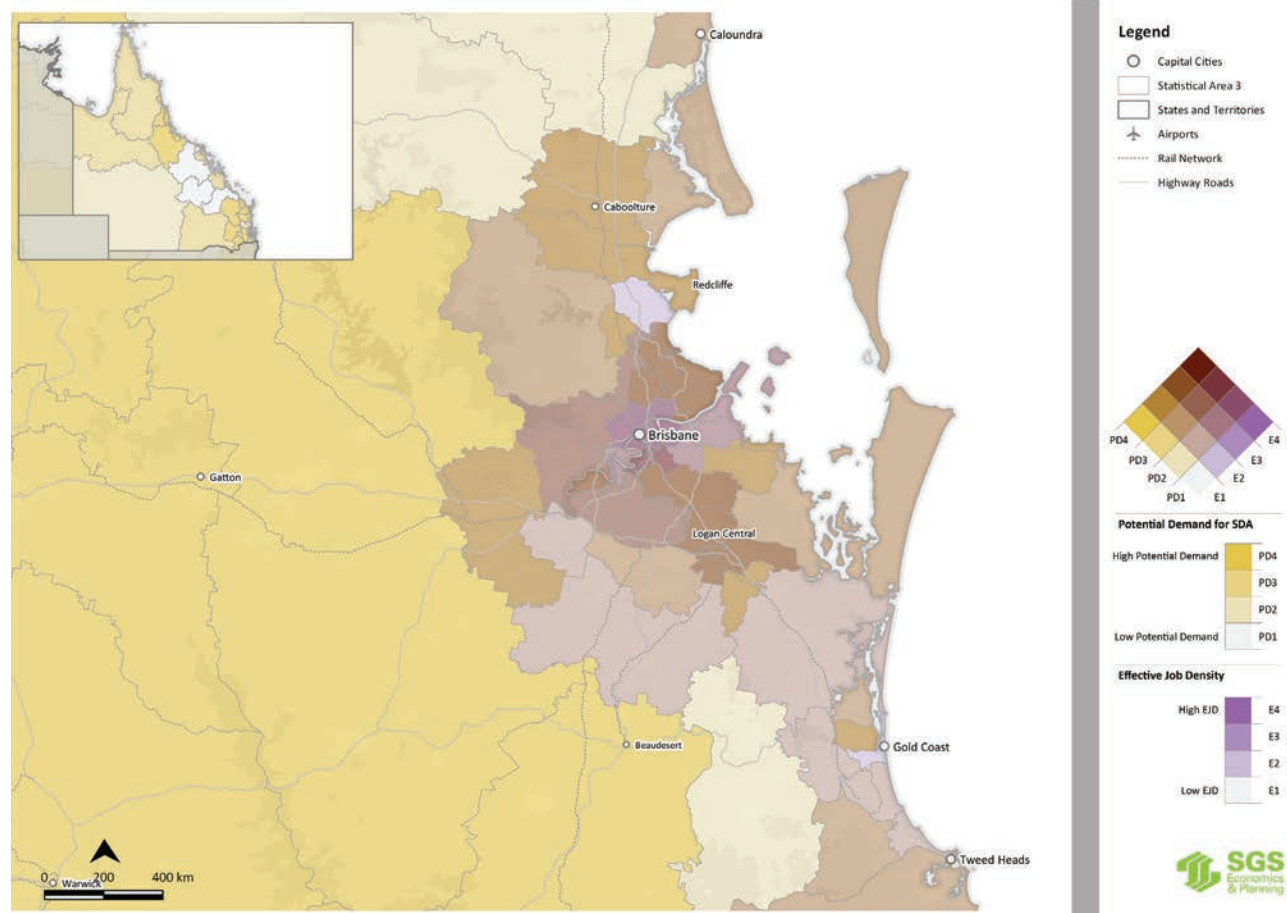 Caloundra
Caboolture
Redcliffe
Brisbane
Gatton
Logan Central
Gold Coast
Beaudesert
Tweed Heads
Warwick
0 200 400 km
Legend
Capital Cities
Statistical Area 3
States and Territories
Airports
Rail Network
Highway Roads
PD4
PD3
PD2
PD1
E4
E3
E2
E1
Potential Demand for SDA
High Potential Demand
PD4
PD3
PD2
Low Potential Demand
PD1
Effective Job Density
High EJD
E4
E3
E2
Low EJD
E1
SGS
Economics
& Planning